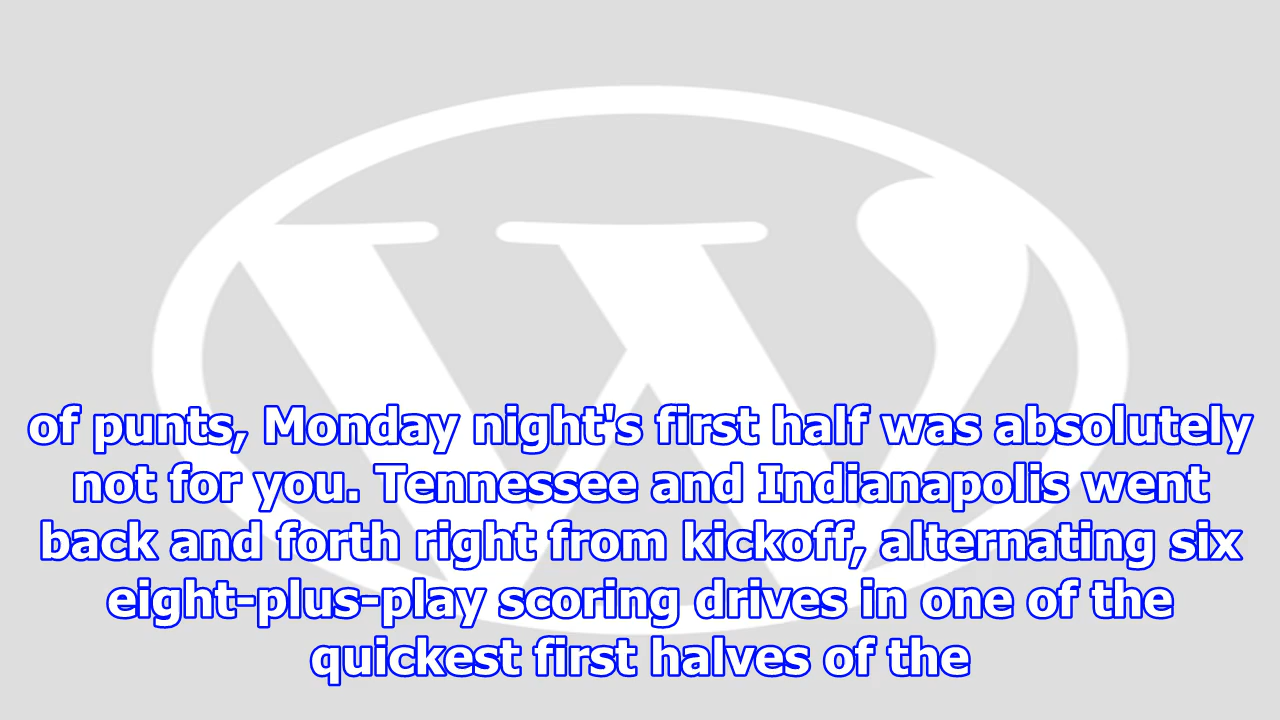 of punts, Monday night's first half was absolutely
not for you. Tennessee and Indianapolis went
back and forth right from kickoff, alternating six
eight-plus-play scoring drives in one of the
quickest first halves of the